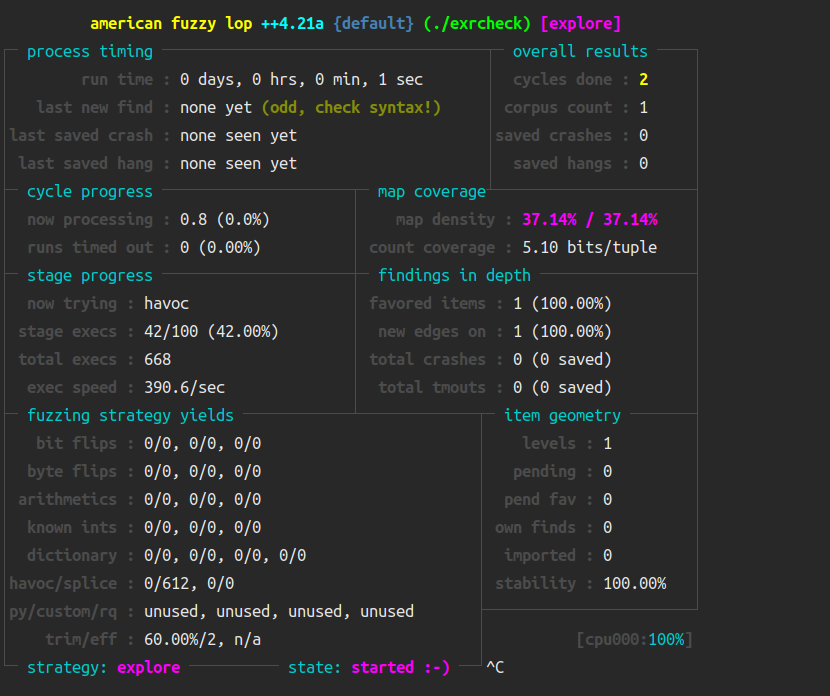 american fuzzy lop ++4.21a {default} (./exrcheck) [explore]
process timing overall results
run time : 0 days, 0 hrs, 0 min, 1 sec cycles done : 2
last new find : none yet (odd, check syntax!) corpus count : 1
last saved crash : none seen yet saved crashes : 0
last saved hang : none seen yet saved hangs : 0
cycle progress map coverage
now processing : 0.8 (0.0%) map density : 37.14% / 37.14%
runs timed out : 0 (0.00%) count coverage : 5.10 bits/tuple
stage progress findings in depth
now trying : havoc favored items : 1 (100.00%)
stage execs : 42/100 (42.00%) new edges on : 1 (100.00%)
total execs : 668 total crashes : 0 (0 saved)
exec speed : 390.6/sec total tmouts : 0 (0 saved)
fuzzing strategy yields item geometry
bit flips : 0/0, 0/0, 0/0 levels : 1
byte flips : 0/0, 0/0, 0/0 pending : 0
arithmetics : 0/0, 0/0, 0/0 pend fav : 0
known ints : 0/0, 0/0, 0/0 own finds : 0
dictionary : 0/0, 0/0, 0/0, 0/0 imported : 0
havoc/splice : 0/612, 0/0 stability : 100.00%
py/custom/rq : unused, unused, unused, unused
trim/eff : 60.00%/2, n/a [cpu000:100%]
strategy: explore state: started :-) ^C